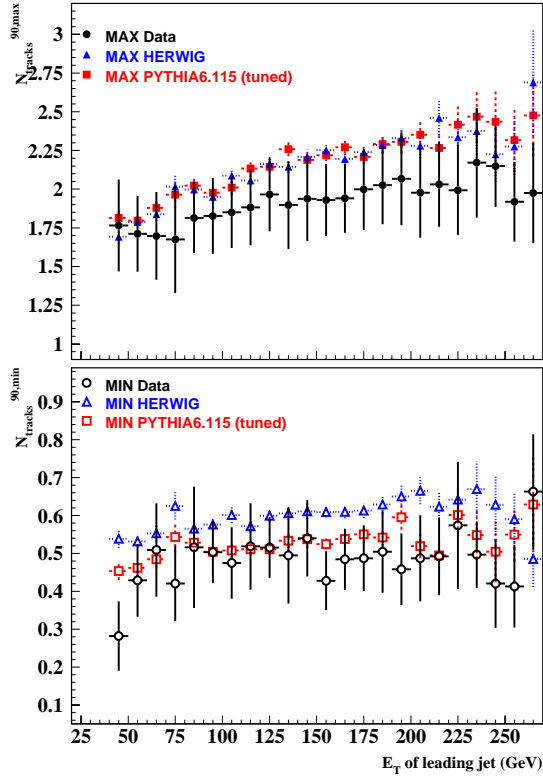 N tracks 90,max
3
2.75
2.5
2.25
2
1.75
1.5
1.25
1
MAX Data
MAX HERWIG
MAX PYTHIA6.115 (tuned)
N tracks 90,min
0.9
0.8
0.7
0.6
0.5
0.4
0.3
0.2
0.1
MIN Data
MIN HERWIG
MIN PYTHIA6.115 (tuned)
25 50 75 100 125 150 175 200 225 250
E_T of leading jet (GeV)